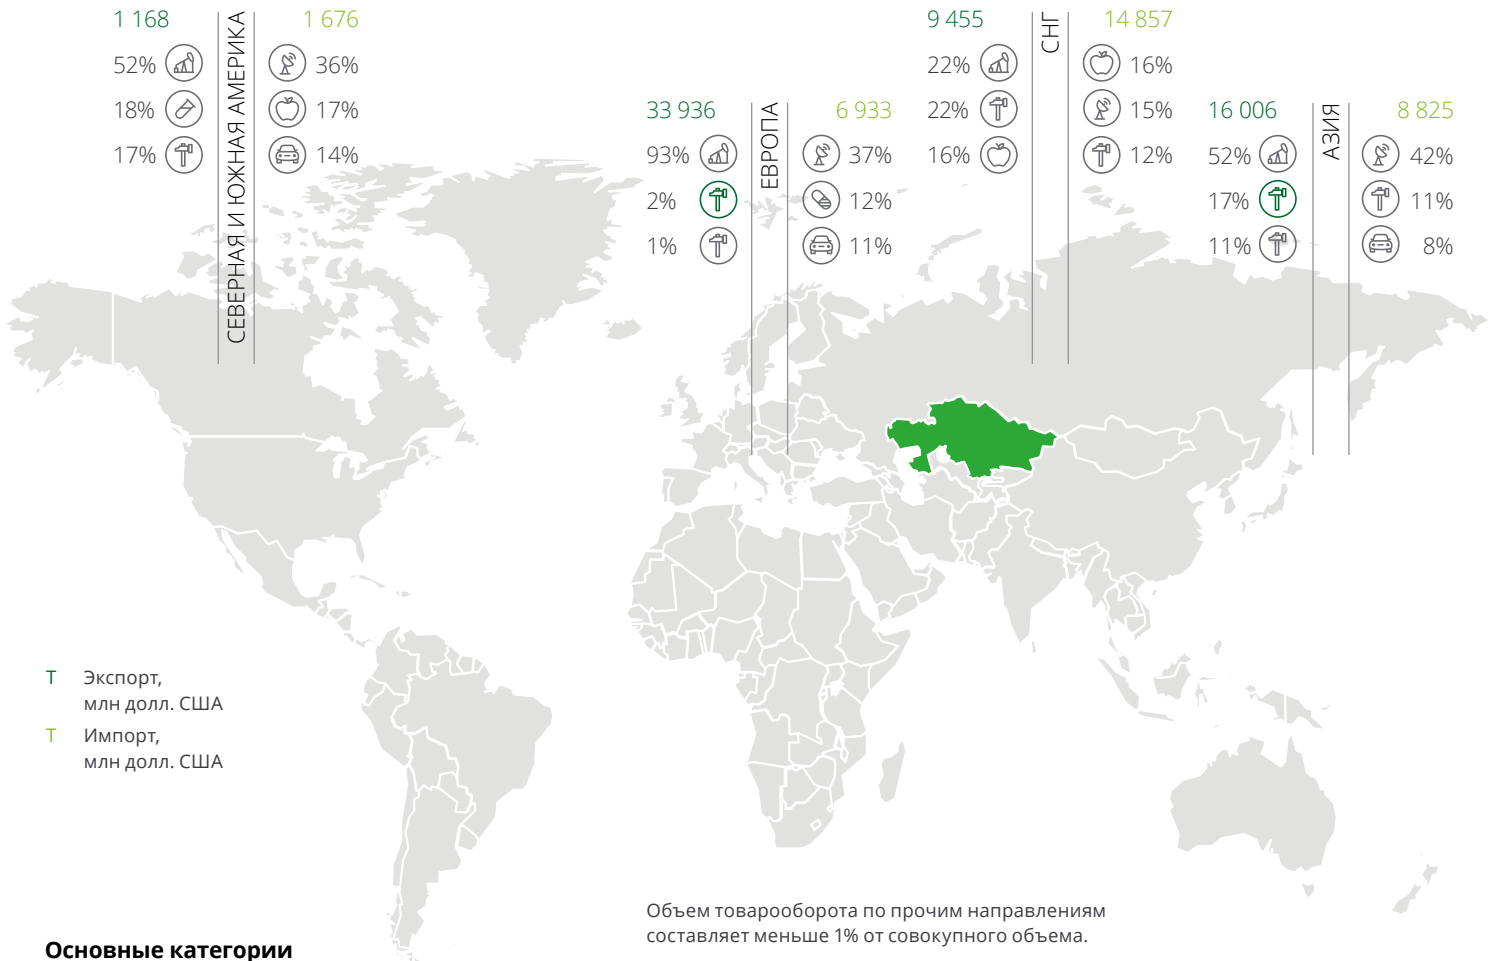 1 168
1 676
52%
36%
18%
17%
17%
14%
СЕВЕРНАЯ И ЮЖНАЯ АМЕРИКА
33 936
6 933
93%
37%
2%
12%
1%
11%
ЕВРОПА
9 455
14 857
22%
16%
22%
15%
16%
12%
СНГ
16 006
8 825
52%
42%
17%
11%
11%
8%
АЗИЯ
T Экспорт,
млн долл. США
T Импорт,
млн долл. США
Объем товарооборота по прочим направлениям
составляет меньше 1% от совокупного объема.
Основные категории